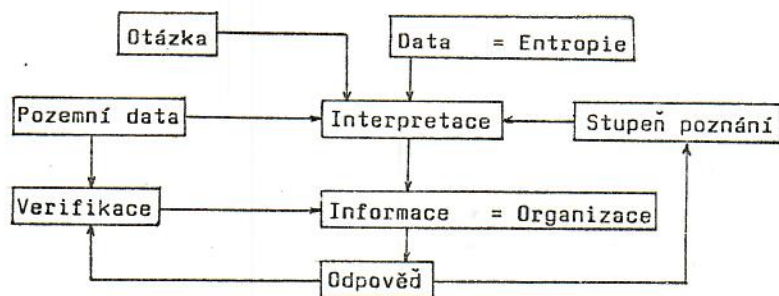 Otázka
Data = Entropie
Pozemní data
Interpretace
Stupeň poznání
Verifikace
Informace = Organizace
Odpověď